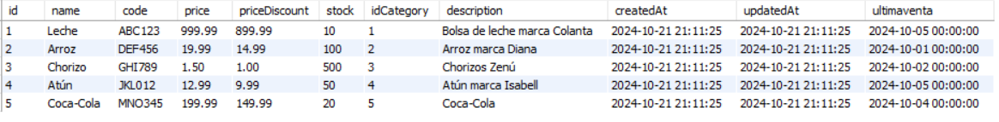 id name code price priceDiscount stock idCategory description createdAt updatedAt ultimaventa
1 Leche ABC123 999.99 899.99 10 1 Bolsa de leche marca Colanta 2024-10-21 21:11:25 2024-10-21 21:11:25 2024-10-05 00:00:00
2 Arroz DEF456 19.99 14.99 100 2 Arroz marca Diana 2024-10-21 21:11:25 2024-10-21 21:11:25 2024-10-01 00:00:00
3 Chorizo GHI789 1.50 1.00 500 3 Chorizos Zenú 2024-10-21 21:11:25 2024-10-21 21:11:25 2024-10-02 00:00:00
4 Atún JKL012 12.99 9.99 50 4 Atún marca Isabell 2024-10-21 21:11:25 2024-10-21 21:11:25 2024-10-05 00:00:00
5 Coca-Cola MNO345 199.99 149.99 20 5 Coca-Cola 2024-10-21 21:11:25 2024-10-21 21:11:25 2024-10-04 00:00:00